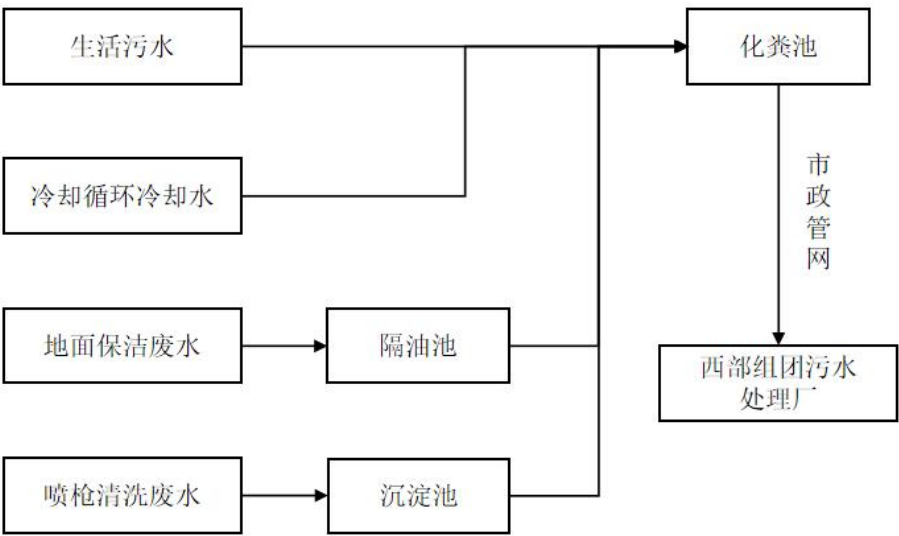 生活污水
化粪池
冷却循环冷却水
市政管网
地面保洁废水
隔油池
西部组团污水
处理厂
喷枪清洗废水
沉淀池